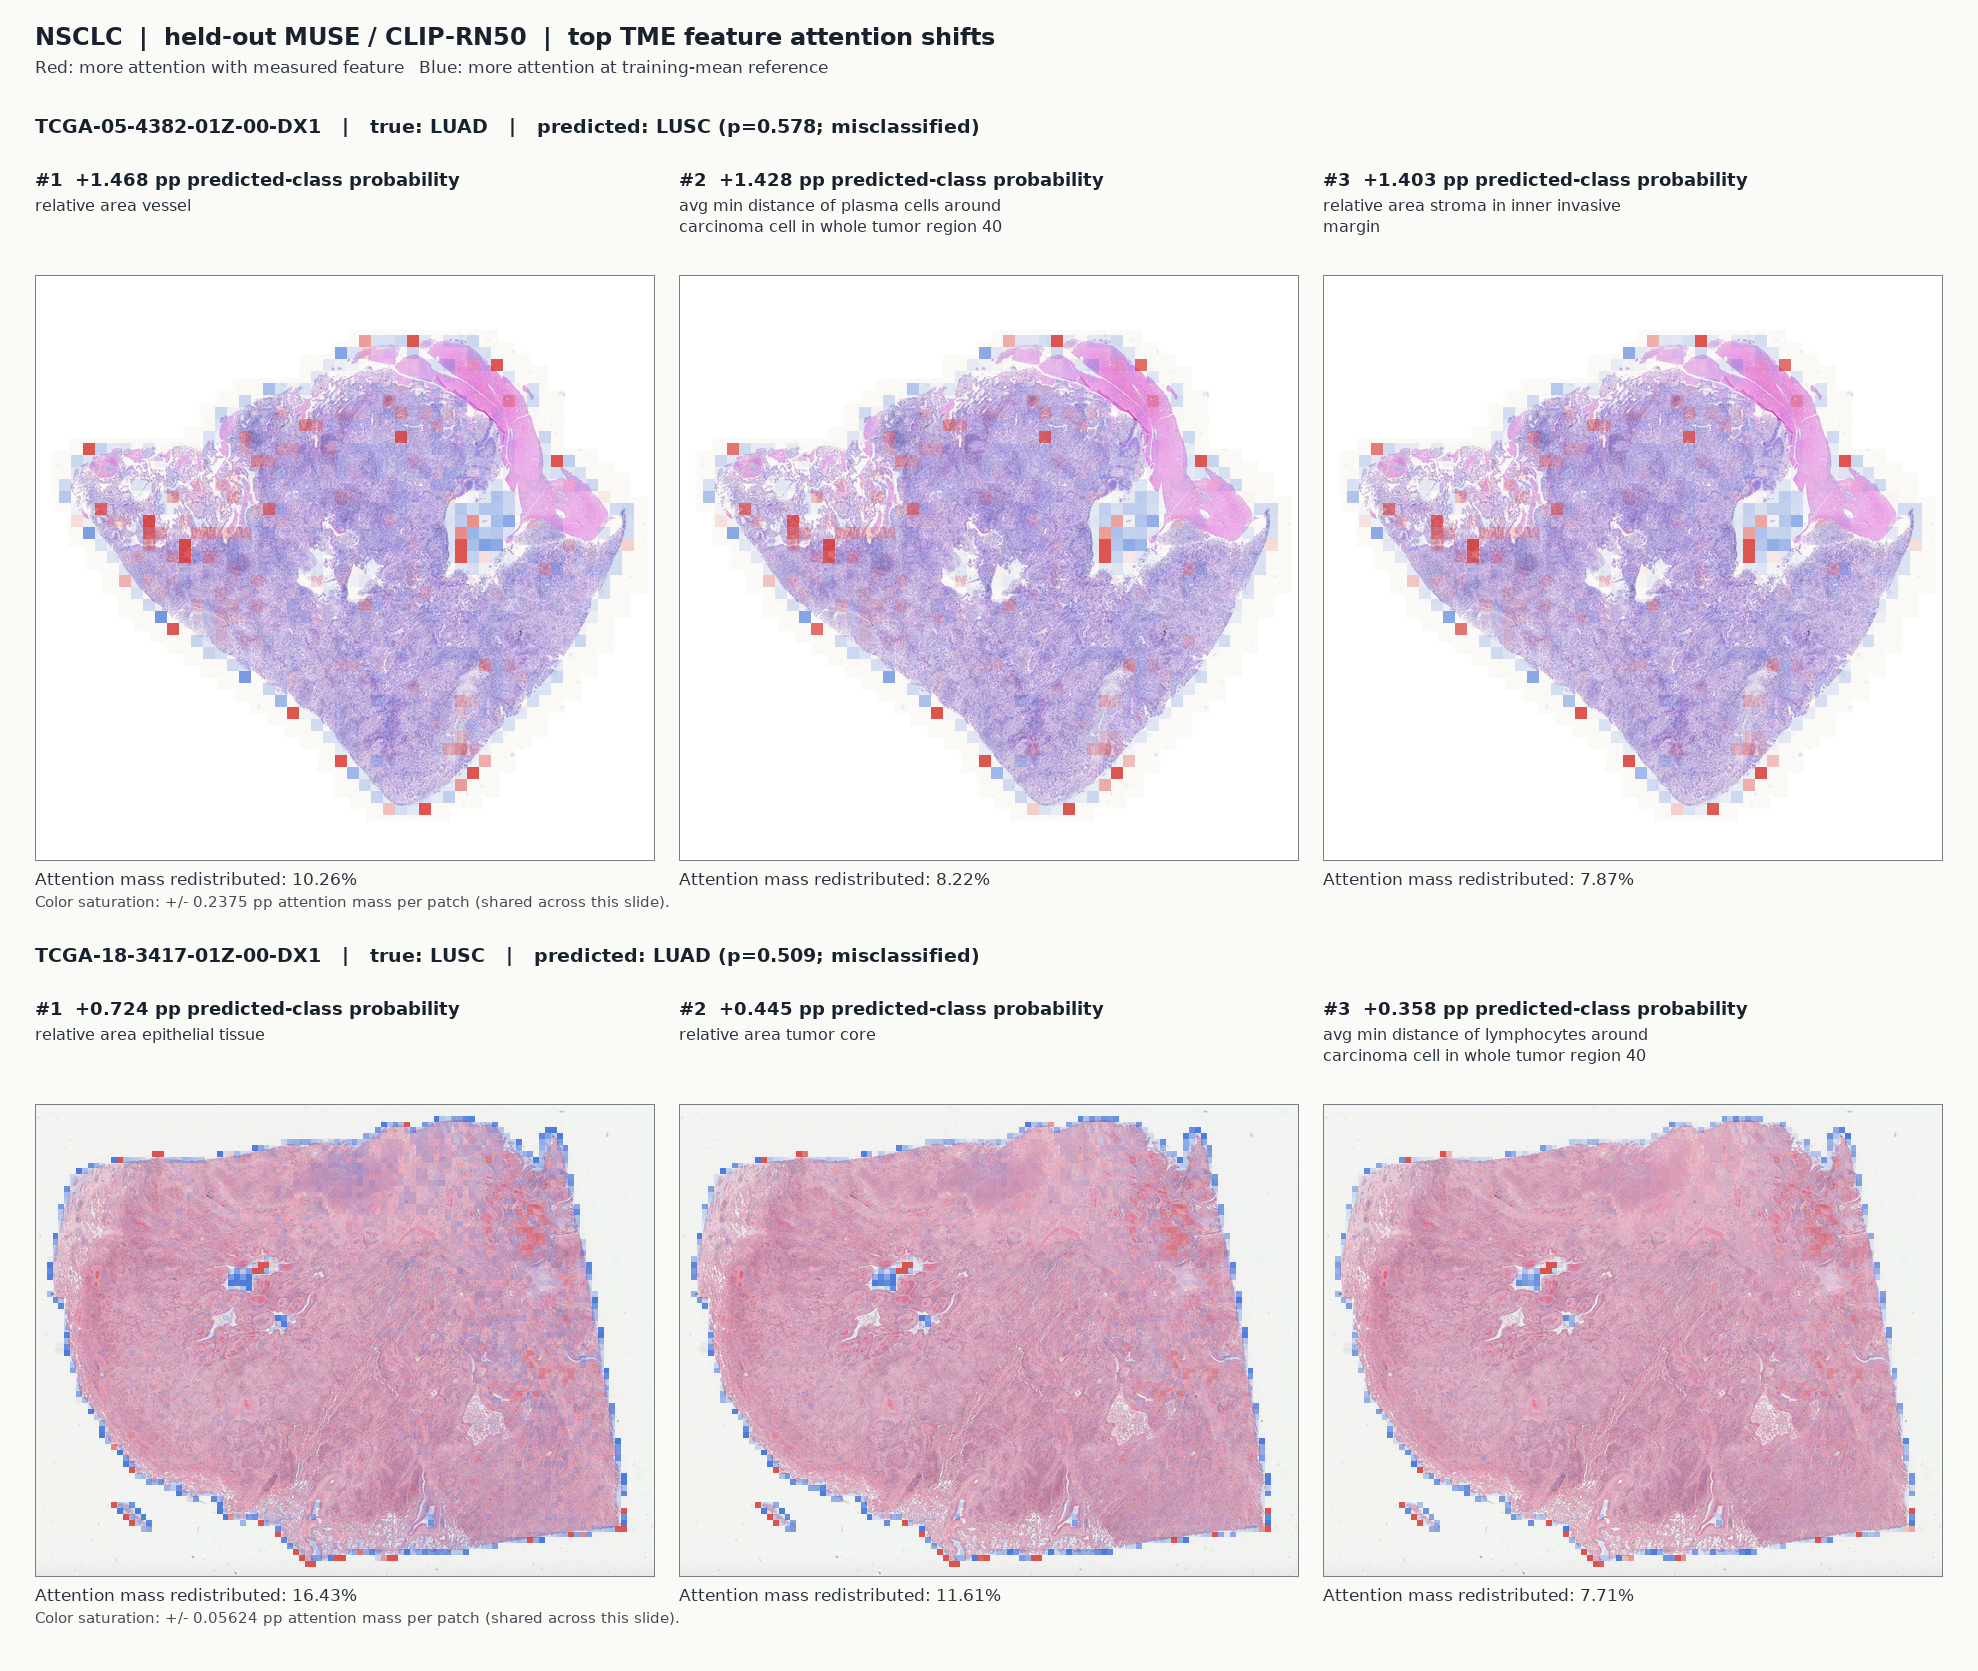 NSCLC | held-out MUSE / CLIP-RN50 | top TME feature attention shifts
Red: more attention with measured feature Blue: more attention at training-mean reference
TCGA-05-4382-01Z-00-DX1 | true: LUAD | predicted: LUSC (p=0.578; misclassified)
#1 +1.468 pp predicted-class probability
relative area vessel
#2 +1.428 pp predicted-class probability
avg min distance of plasma cells around
carcinoma cell in whole tumor region 40
#3 +1.403 pp predicted-class probability
relative area stroma in inner invasive
margin
Attention mass redistributed: 10.26%
Attention mass redistributed: 8.22%
Attention mass redistributed: 7.87%
Color saturation: +/- 0.2375 pp attention mass per patch (shared across this slide).
TCGA-18-3417-01Z-00-DX1 | true: LUSC | predicted: LUAD (p=0.509; misclassified)
#1 +0.724 pp predicted-class probability
relative area epithelial tissue
#2 +0.445 pp predicted-class probability
relative area tumor core
#3 +0.358 pp predicted-class probability
avg min distance of lymphocytes around
carcinoma cell in whole tumor region 40
Attention mass redistributed: 16.43%
Attention mass redistributed: 11.61%
Attention mass redistributed: 7.71%
Color saturation: +/- 0.05624 pp attention mass per patch (shared across this slide).